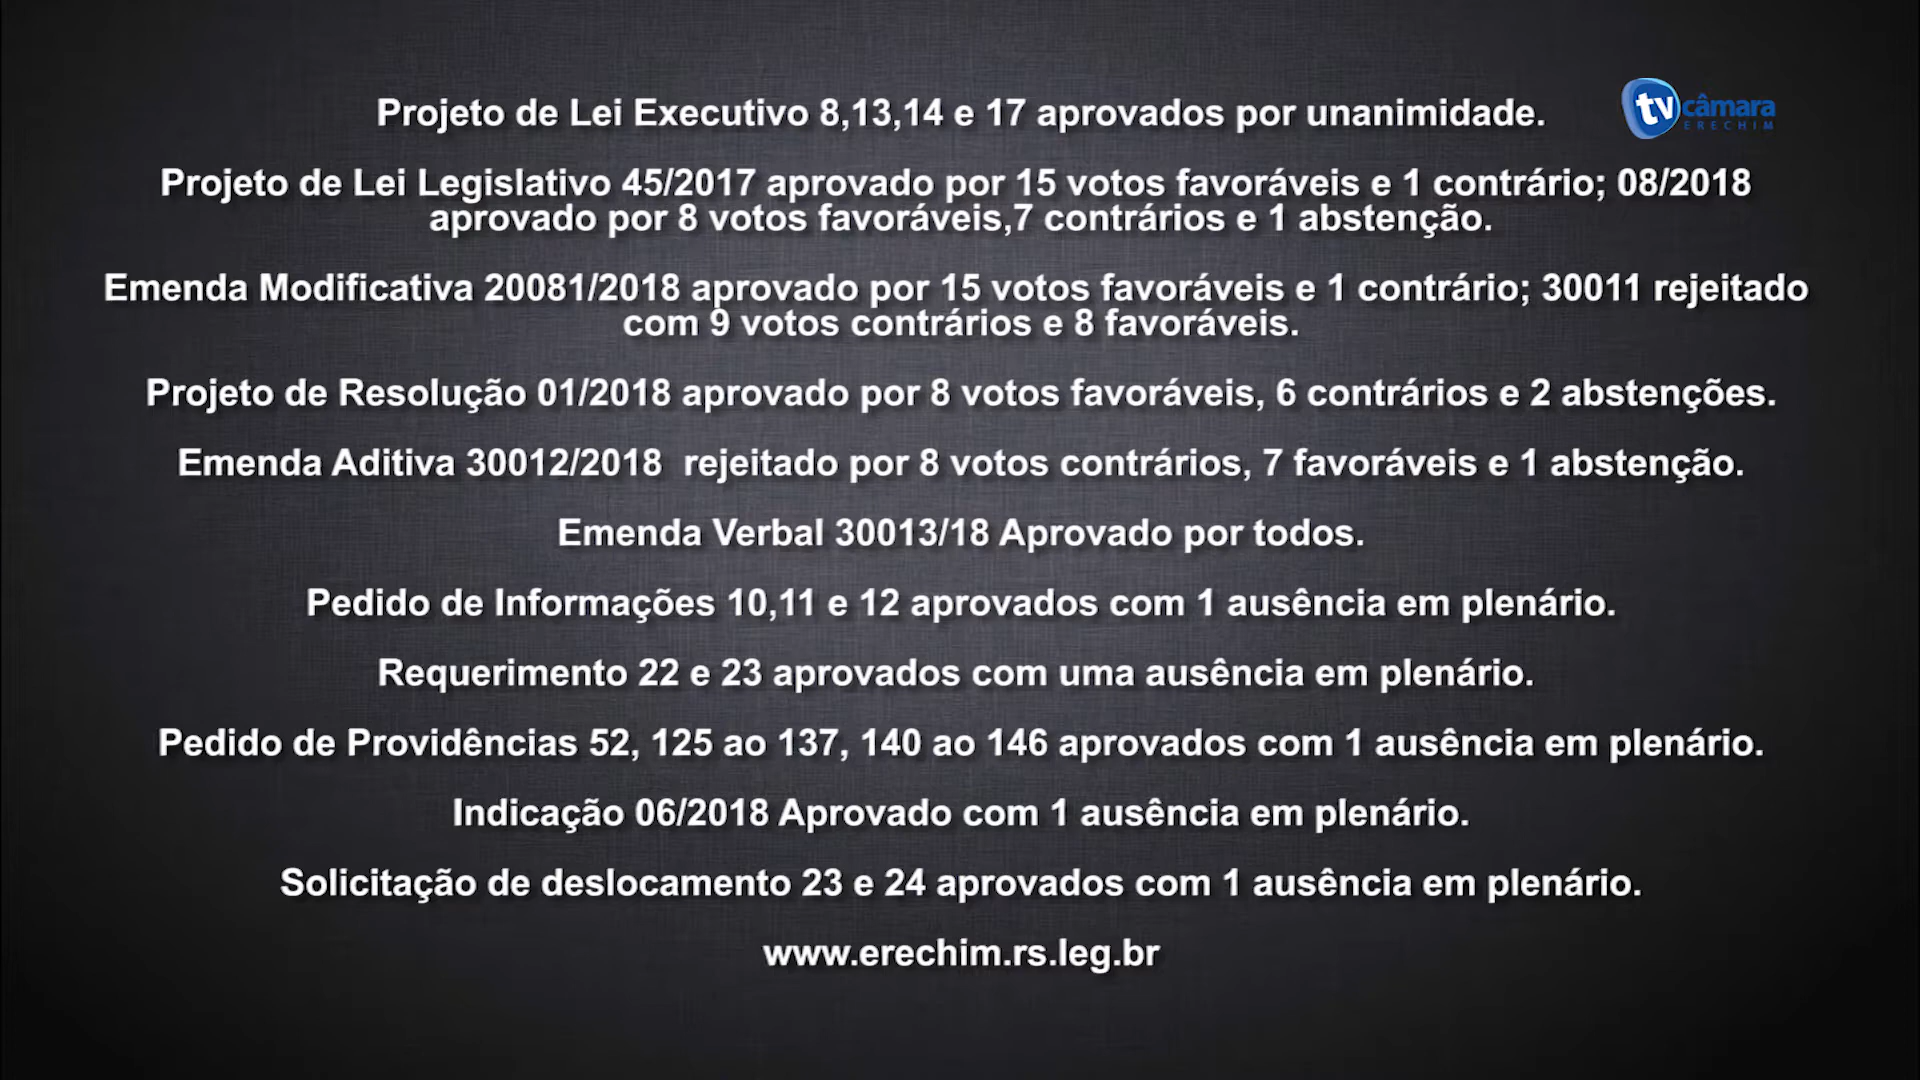 Projeto de Lei Executivo 8,13,14 e 17 aprovados por unanimidade.
tv câmara
ERECHIM
Projeto de Lei Legislativo 45/2017 aprovado por 15 votos favoráveis e 1 contrário; 08/2018
aprovado por 8 votos favoráveis,7 contrários e 1 abstenção.
Emenda Modificativa 20081/2018 aprovado por 15 votos favoráveis e 1 contrário; 30011 rejeitado
com 9 votos contrários e 8 favoráveis.
Projeto de Resolução 01/2018 aprovado por 8 votos favoráveis, 6 contrários e 2 abstenções.
Emenda Aditiva 30012/2018  rejeitado por 8 votos contrários, 7 favoráveis e 1 abstenção.
Emenda Verbal 30013/18 Aprovado por todos.
Pedido de Informações 10,11 e 12 aprovados com 1 ausência em plenário.
Requerimento 22 e 23 aprovados com uma ausência em plenário.
Pedido de Providências 52, 125 ao 137, 140 ao 146 aprovados com 1 ausência em plenário.
Indicação 06/2018 Aprovado com 1 ausência em plenário.
Solicitação de deslocamento 23 e 24 aprovados com 1 ausência em plenário.
www.erechim.rs.leg.br